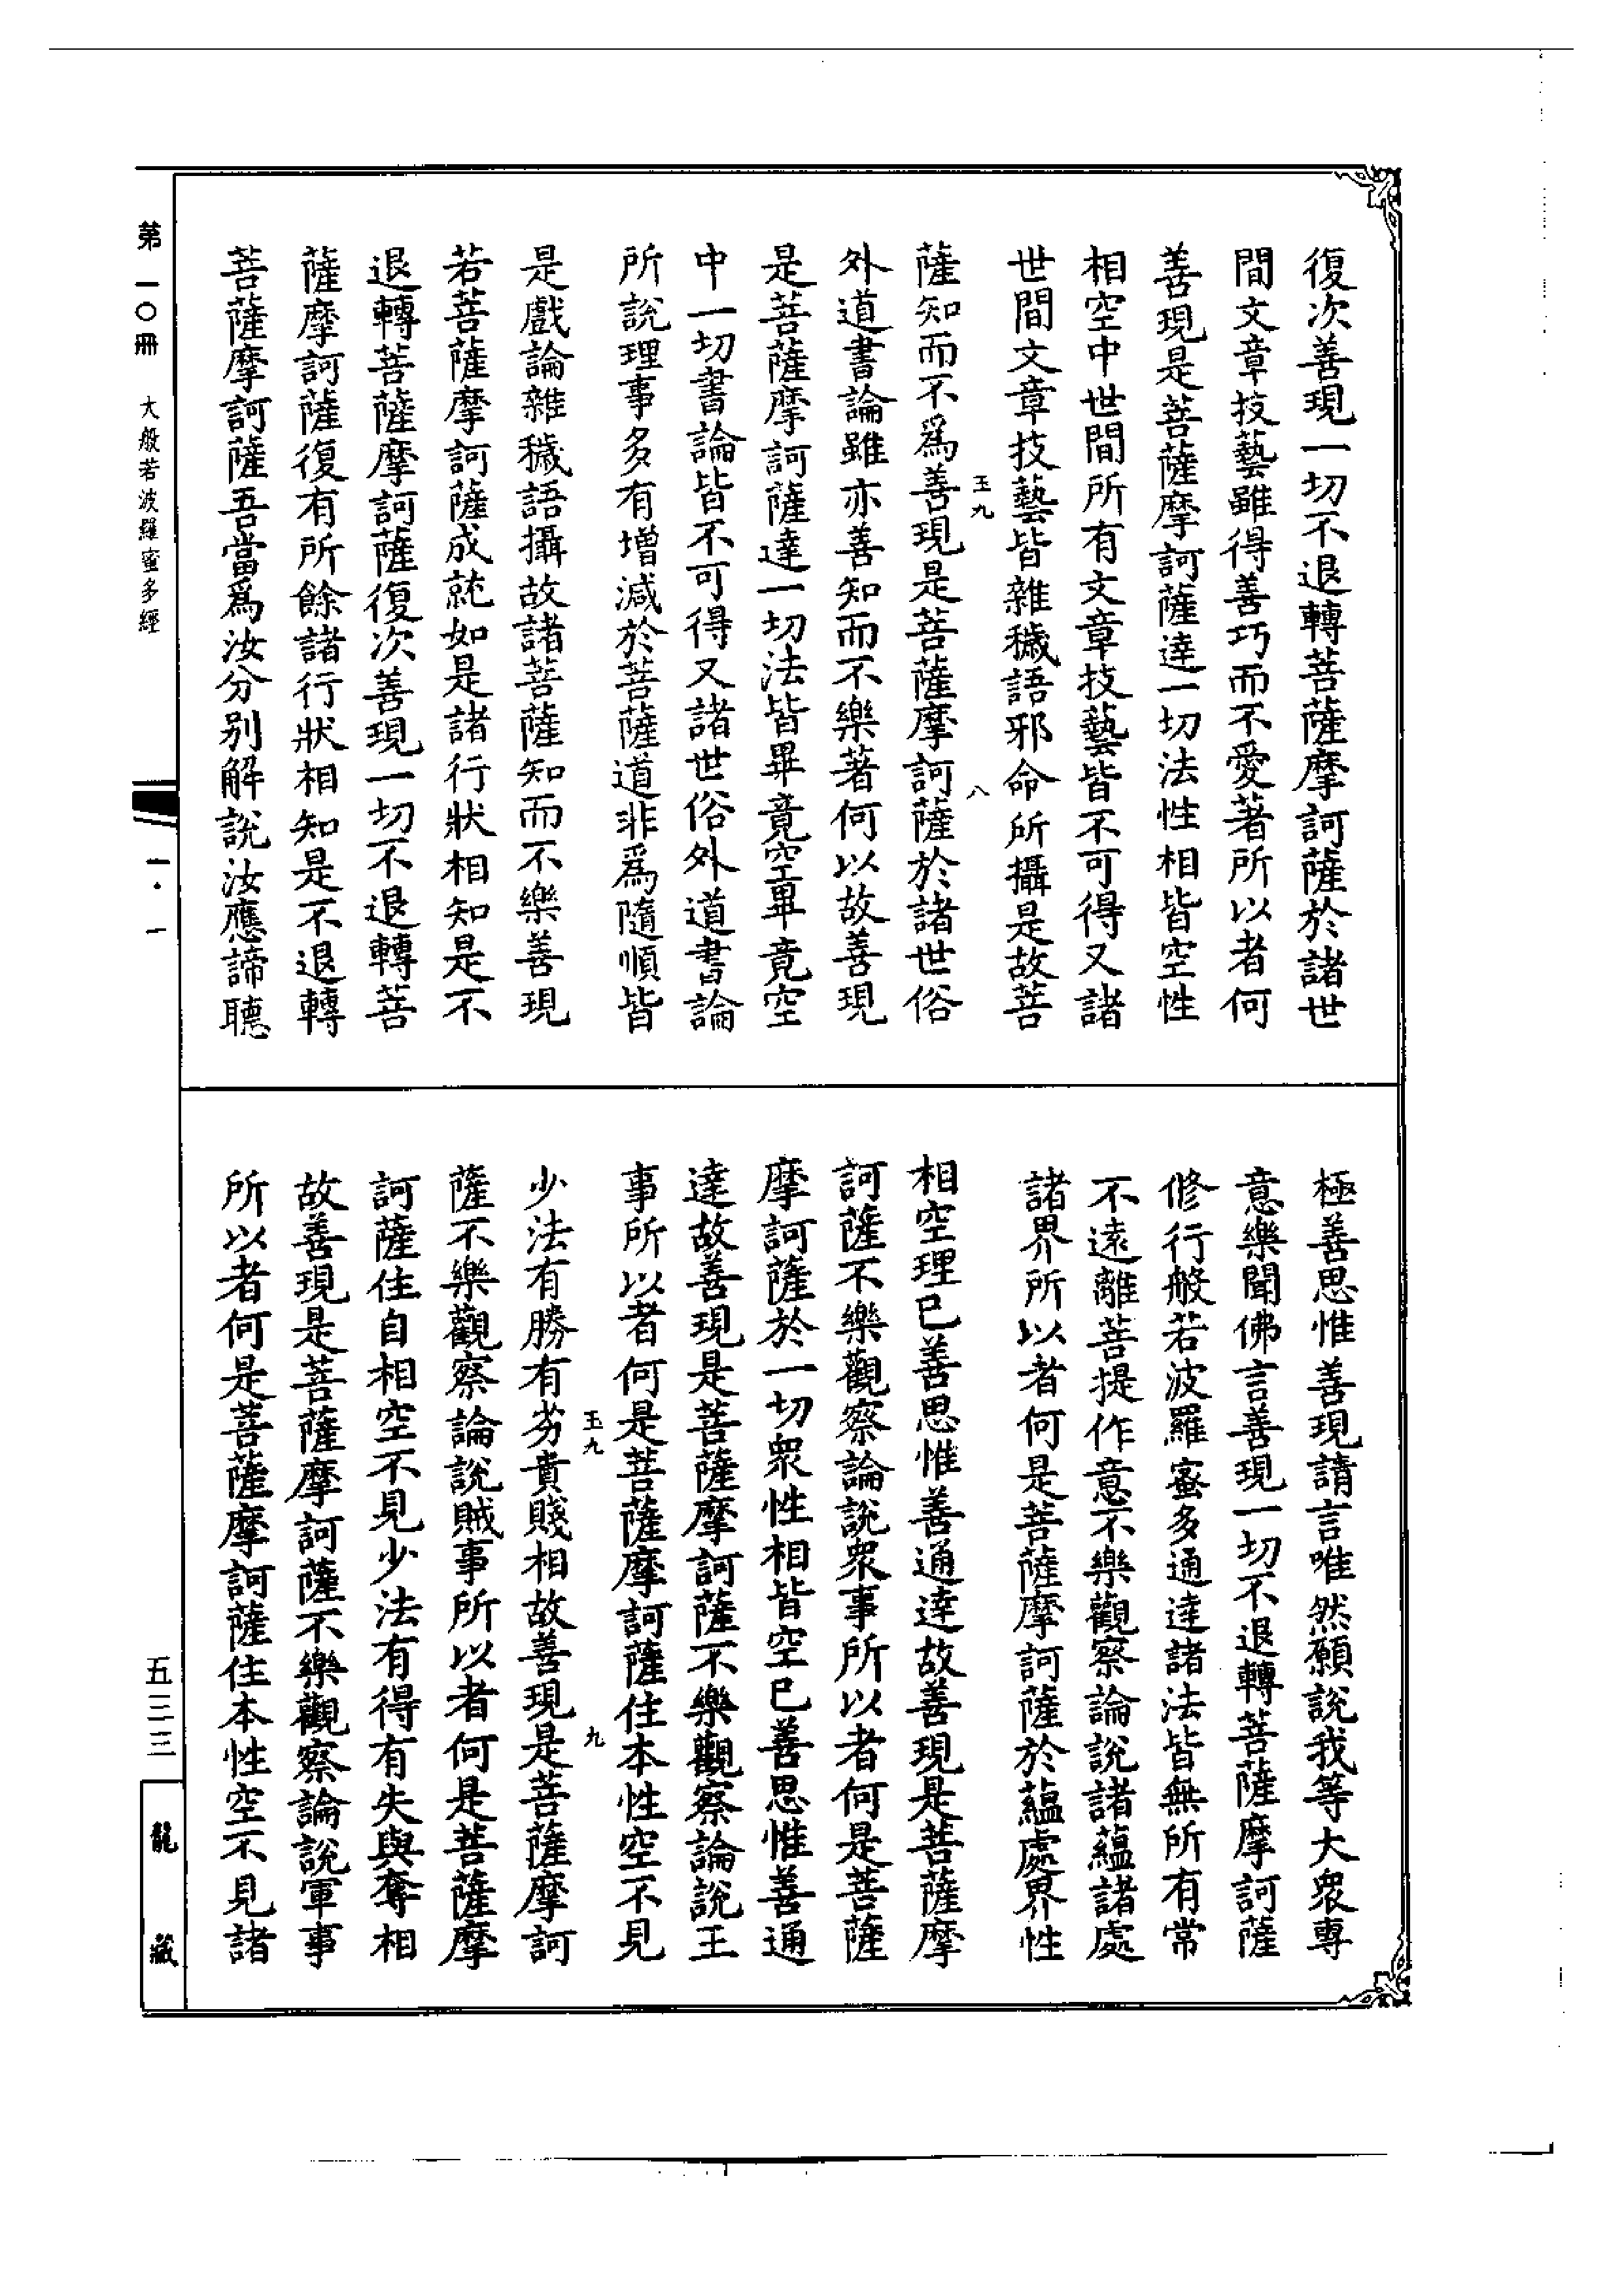 復次善現一切不退轉菩薩摩訶薩於諸世
間文章技藝雖得善巧而不愛著所以者何
善現是菩薩摩訶薩達一切法性相皆空性
相空中世間所有文章技藝皆不可得又諸
世間文章技藝皆雜穢語邪命所攝是故菩
玉九
八
薩知而不為善現是菩薩摩訶薩於諸世俗
外道書論雖亦善知而不樂著何以故善現
是菩薩摩訶薩達一切法皆畢竟空畢竟空
中一切書論皆不可得又諸世俗外道書論
所說理事多有增減於菩薩道非為隨順皆
是戲論雜穢語攝故諸菩薩知而不樂善現
若菩薩摩訶薩成就如是諸行狀相知是不
退轉菩薩摩訶薩復次善現一切不退轉菩
薩摩訶薩復有所餘諸行狀相知是不退轉
菩薩摩訶薩吾當為汝分別解說汝應諦聽
極善思惟善現請言唯然願說我等大眾專
意樂聞佛言善現一切不退轉菩薩摩訶薩
修行般若波羅蜜多通達諸法皆無所有常
不遠離菩提作意不樂觀察論說諸蘊諸處
諸界所以者何是菩薩摩訶薩於蘊處界性
相空理已善思惟善通達故善現是菩薩摩
訶薩不樂觀察論說眾事所以者何是菩薩
摩訶薩於一切眾性相皆空已善思惟善通
達故善現是菩薩摩訶薩不樂觀察論說王
事所以者何是菩薩摩訶薩住本性空不見
玉九
九
少法有勝有劣貴賤相故善現是菩薩摩訶
薩不樂觀察論說賊事所以者何是菩薩摩
訶薩住自相空不見少法有得有失與奪相
故善現是菩薩摩訶薩不樂觀察論說軍事
所以者何是菩薩摩訶薩住本性空不見諸
第一〇冊 大般若波羅蜜多經
一·一
五三三
龍藏